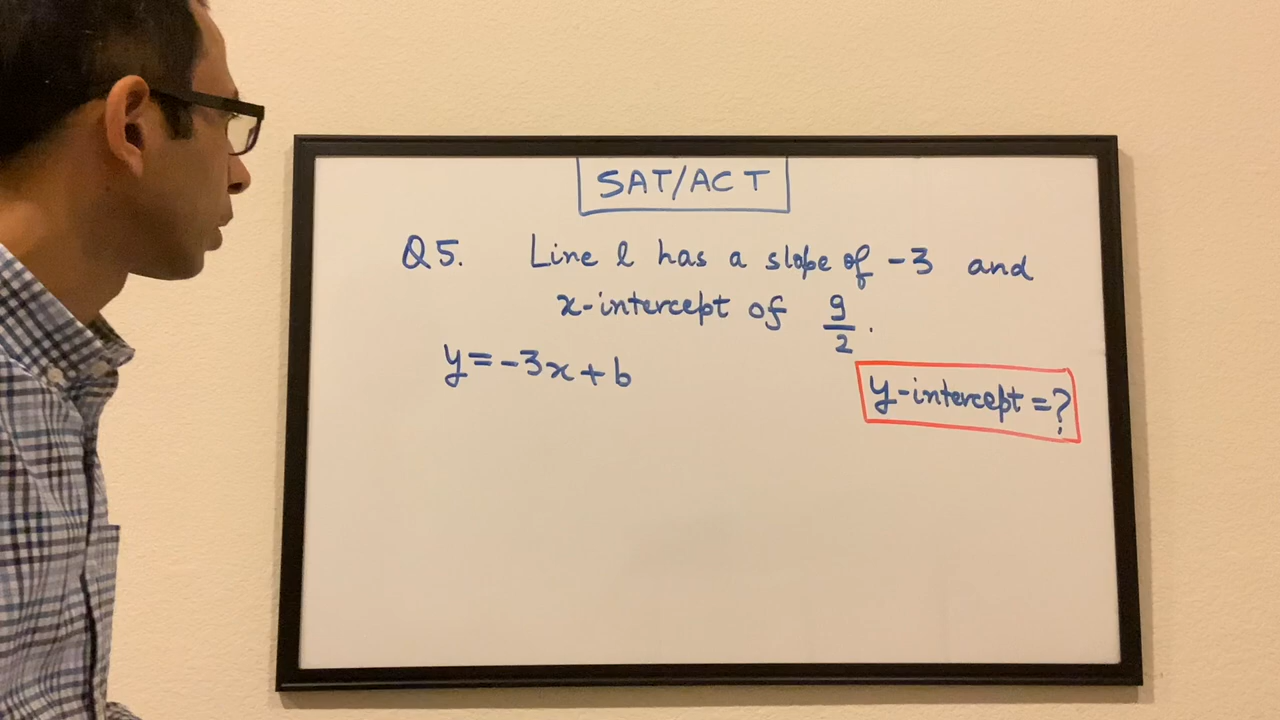 SAT/ACT
Q5. Line l has a slope of -3 and
x-intercept of 9/2.
y=-3x+b
y-intercept=?